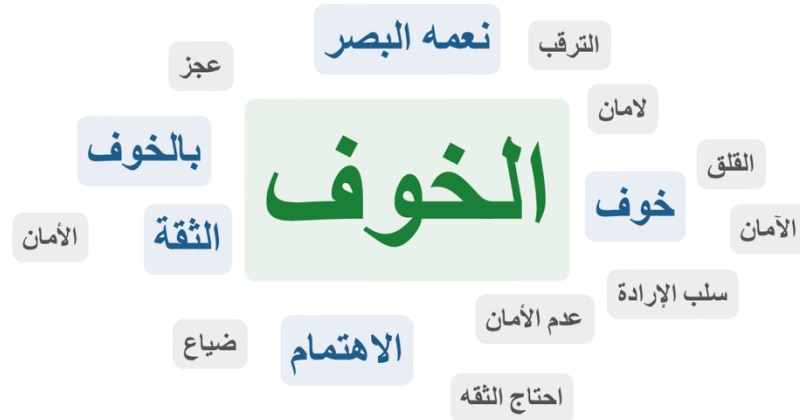 نعمه البصر
الترقب
عجز
لامان
الخوف
بالخوف
القلق
خوف
الثقة
الآمان
الأمان
سلب الإرادة
عدم الأمان
الاهتمام
ضياع
احتاج الثقه